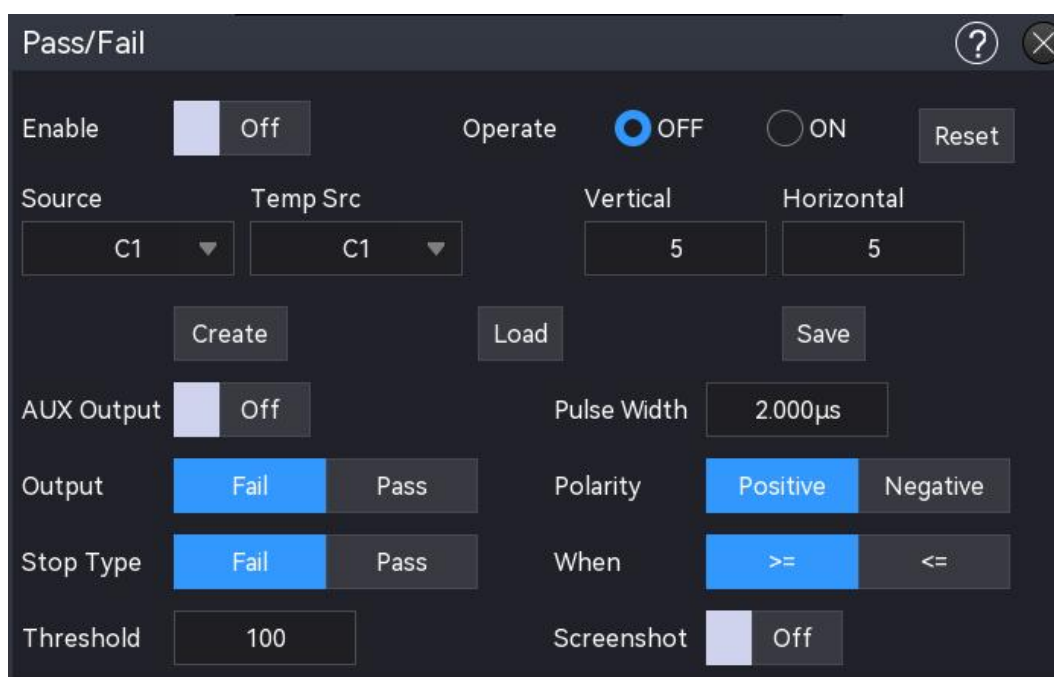 Pass/Fail ?
Enable Off Operate OFF ON Reset
Source Temp Src Vertical Horizontal
C1 C1 5 5
Create Load Save
AUX Output Off Pulse Width 2.000µs
Output Fail Pass Polarity Positive Negative
Stop Type Fail Pass When >= <=
Threshold 100 Screenshot Off